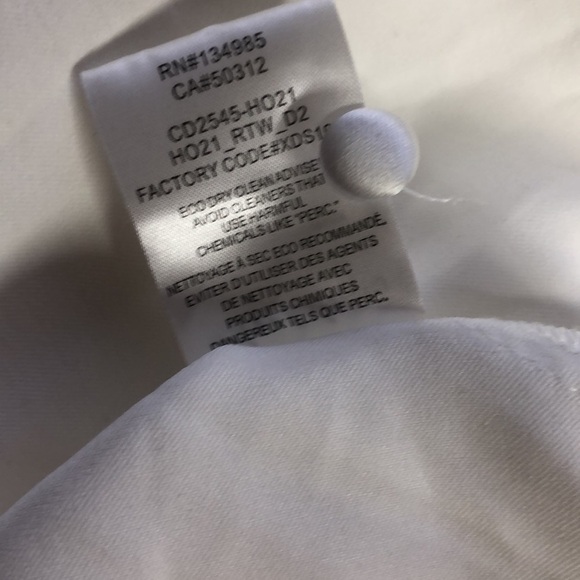 RN#134985
CA#50312
CD2545-HO21
HO21_RTW_D2
FACTORY CODE#XDS1
ECO DRY CLEAN ADVISE
AVOID CLEANERS THAT
USE HARMFUL
CHEMICALS LIKE "PERC."
NETTOYAGE À SEC ECO RECOMMANDÉ,
EVITER D'UTILISER DES AGENTS
DE NETTOYAGE AVEC
PRODUITS CHIMIQUES
DANGEREUX TELS QUE PERC.